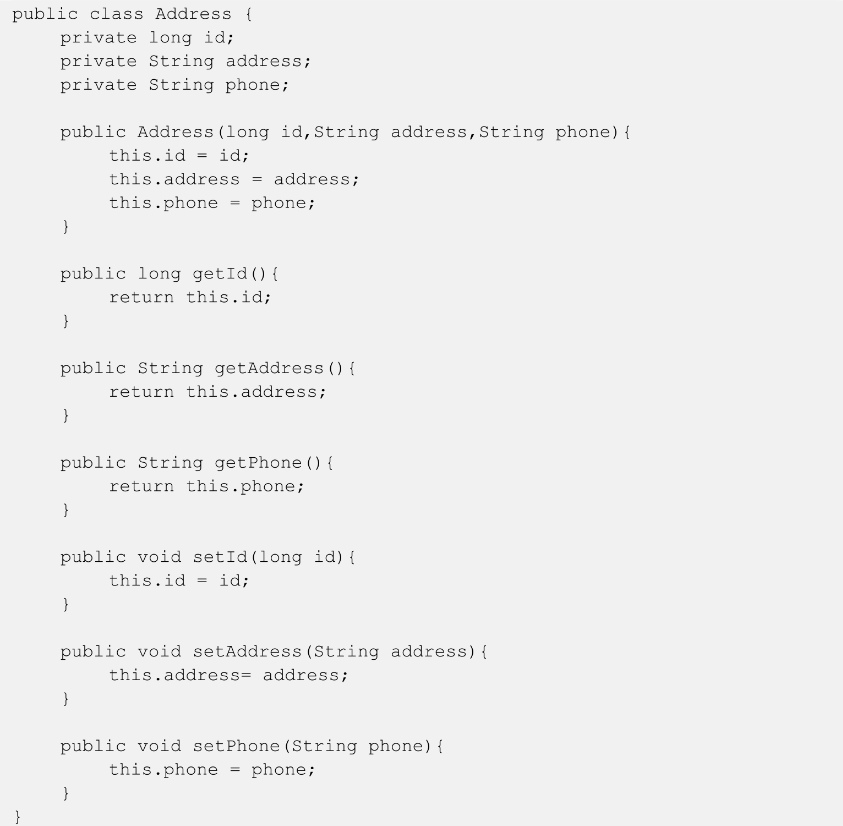 public class Address {
private long id;
private String address;
private String phone;
public Address(long id,String address,String phone){
this.id = id;
this.address = address;
this.phone = phone;
}
public long getId(){
return this.id;
}
public String getAddress(){
return this.address;
}
public String getPhone(){
return this.phone;
}
public void setId(long id){
this.id = id;
}
public void setAddress(String address){
this.address= address;
}
public void setPhone(String phone){
this.phone = phone;
}
}